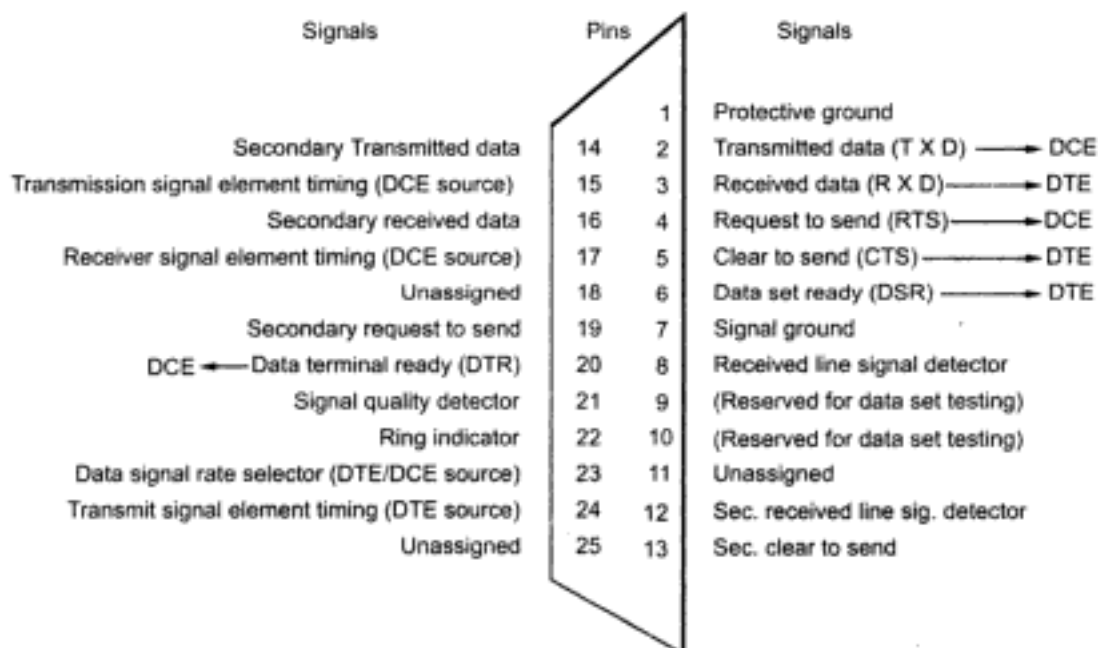 Signals Pins Signals
1 Protective ground
Secondary Transmitted data 14 2 Transmitted data (T X D) DCE
Transmission signal element timing (DCE source) 15 3 Received data (R X D) DTE
Secondary received data 16 4 Request to send (RTS) DCE
Receiver signal element timing (DCE source) 17 5 Clear to send (CTS) DTE
Unassigned 18 6 Data set ready (DSR) DTE
Secondary request to send 19 7 Signal ground
DCE Data terminal ready (DTR) 20 8 Received line signal detector
Signal quality detector 21 9 (Reserved for data set testing)
Ring indicator 22 10 (Reserved for data set testing)
Data signal rate selector (DTE/DCE source) 23 11 Unassigned
Transmit signal element timing (DTE source) 24 12 Sec. received line sig. detector
Unassigned 25 13 Sec. clear to send